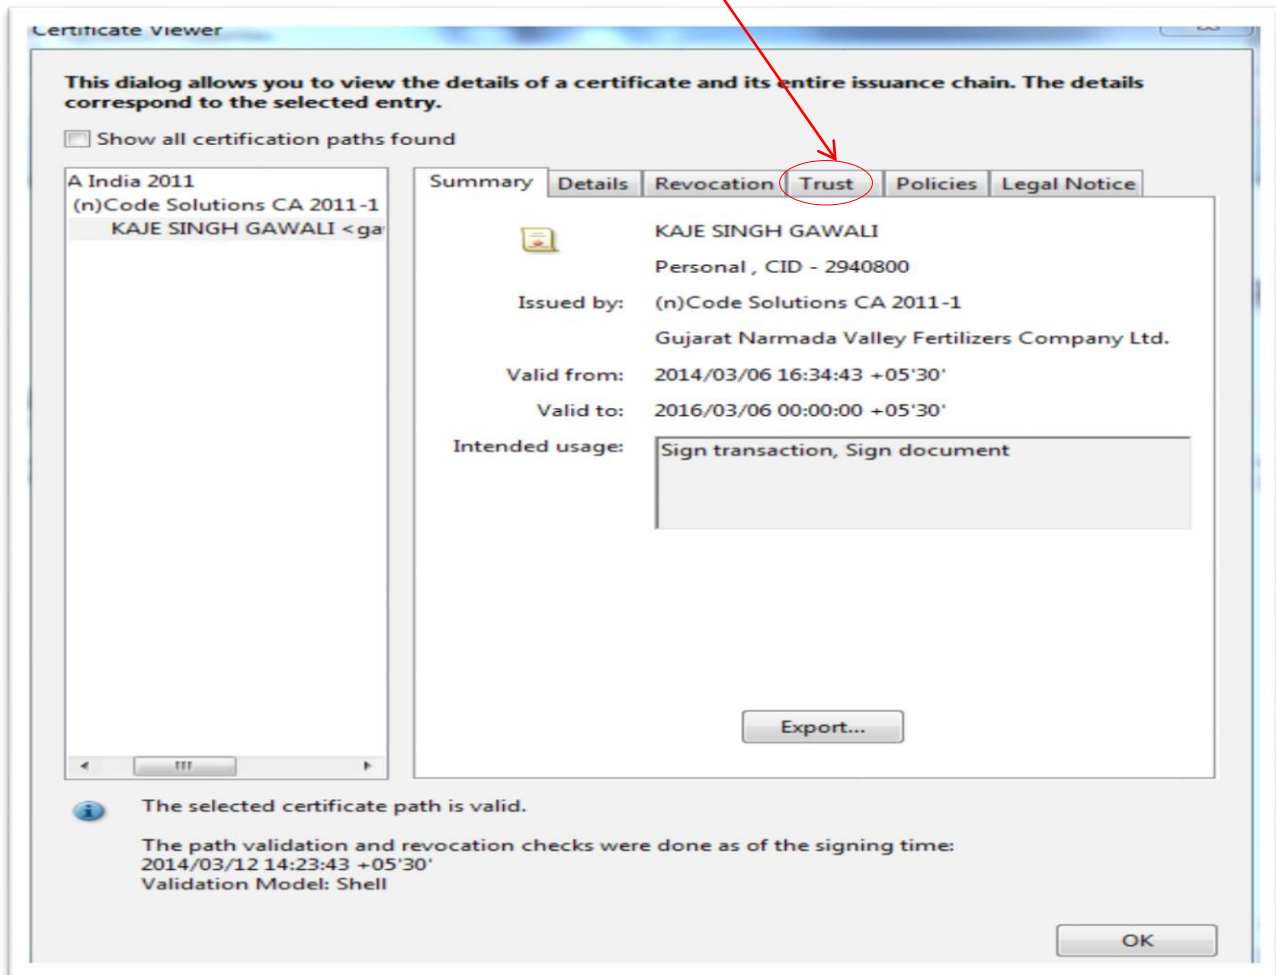 Certificate Viewer
This dialog allows you to view the details of a certificate and its entire issuance chain. The details
correspond to the selected entry.
Show all certification paths found
A India 2011
(n)Code Solutions CA 2011-1
KAJE SINGH GAWALI <ga
Summary Details Revocation Trust Policies Legal Notice
KAJE SINGH GAWALI
Personal , CID - 2940800
Issued by: (n)Code Solutions CA 2011-1
Gujarat Narmada Valley Fertilizers Company Ltd.
Valid from: 2014/03/06 16:34:43 +05'30'
Valid to: 2016/03/06 00:00:00 +05'30'
Intended usage: Sign transaction, Sign document
Export...
The selected certificate path is valid.
The path validation and revocation checks were done as of the signing time:
2014/03/12 14:23:43 +05'30'
Validation Model: Shell
OK